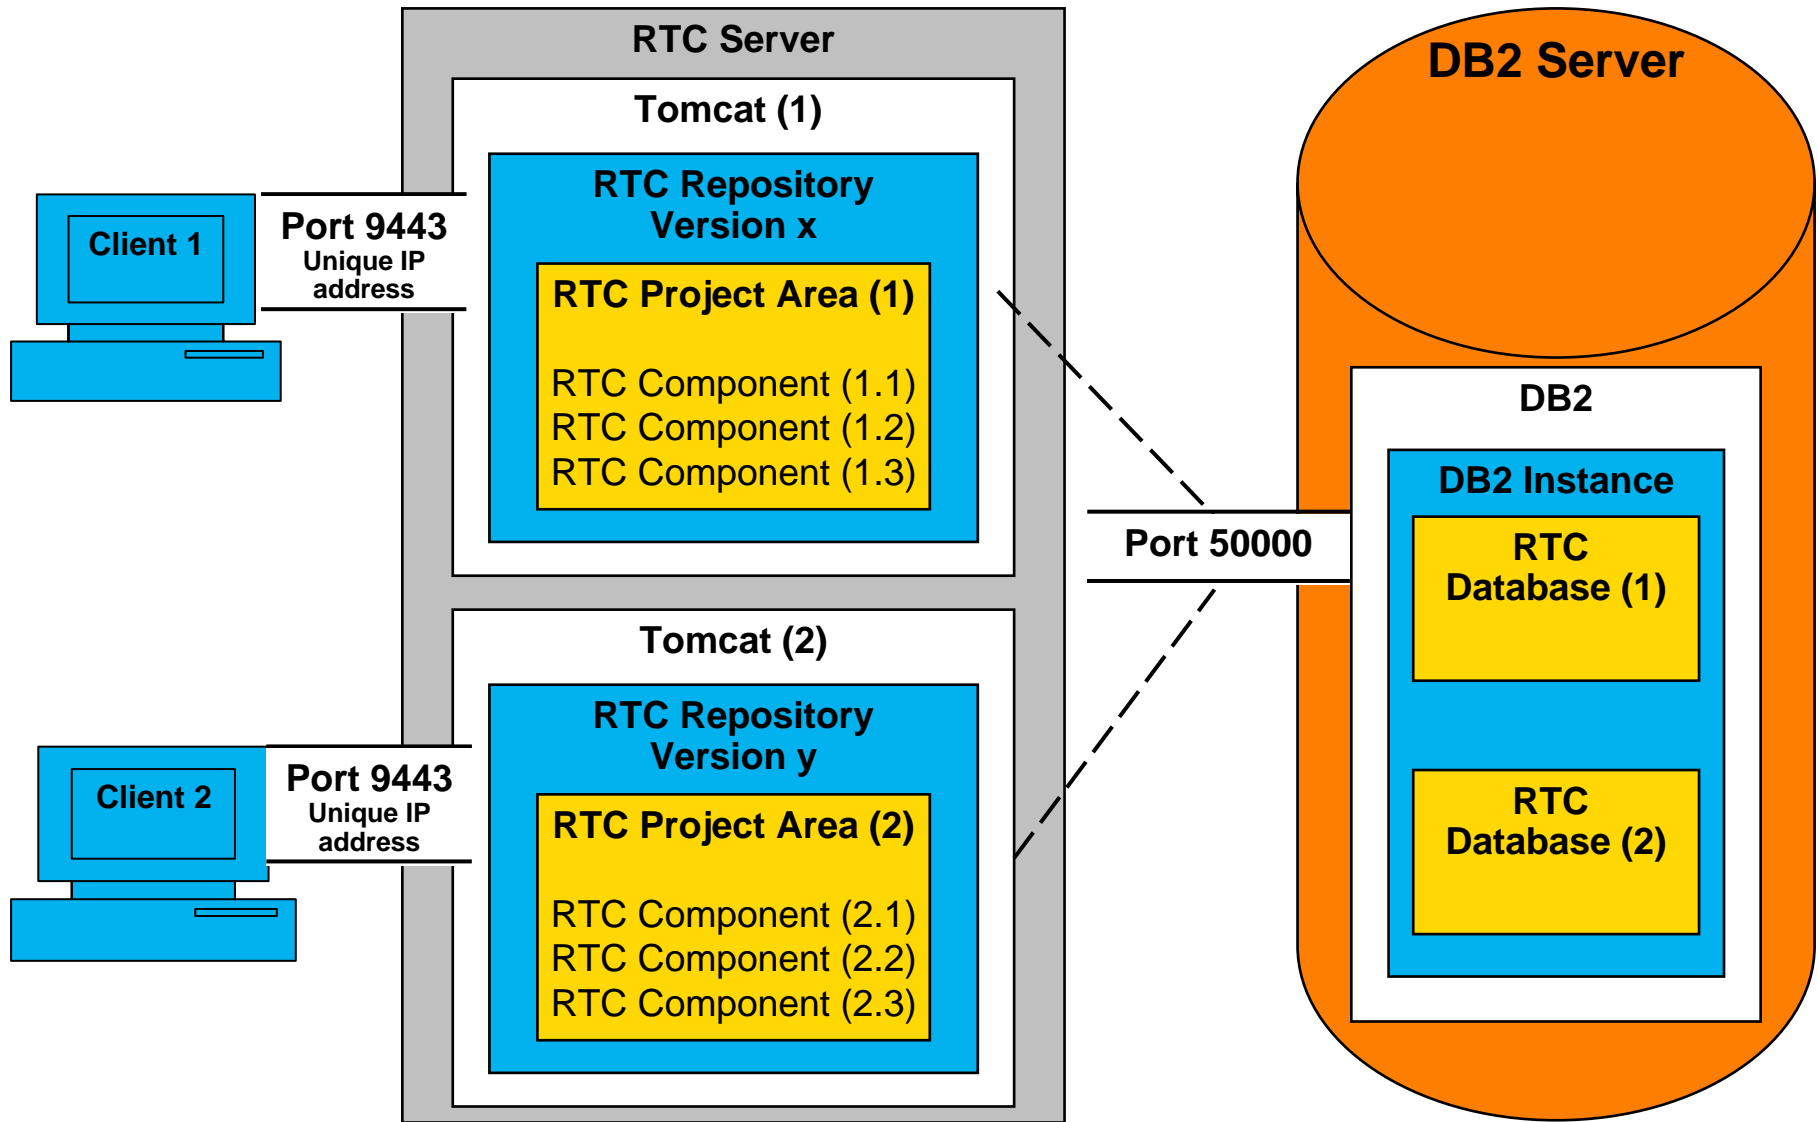 RTC Server
Tomcat (1)
RTC Repository
Version x
RTC Project Area (1)
RTC Component (1.1)
RTC Component (1.2)
RTC Component (1.3)
Client 1
Port 9443
Unique IP
address
Tomcat (2)
RTC Repository
Version y
RTC Project Area (2)
RTC Component (2.1)
RTC Component (2.2)
RTC Component (2.3)
Client 2
Port 9443
Unique IP
address
Port 50000
DB2 Server
DB2
DB2 Instance
RTC
Database (1)
RTC
Database (2)